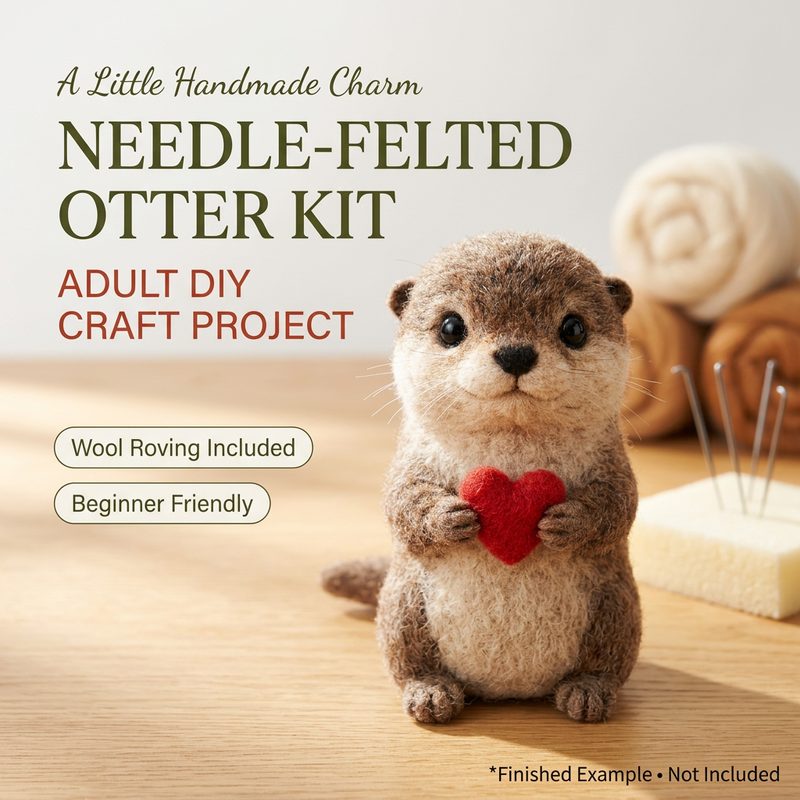 A Little Handmade Charm
NEEDLE-FELTED
OTTER KIT
ADULT DIY
CRAFT PROJECT
Wool Roving Included
Beginner Friendly
*Finished Example • Not Included